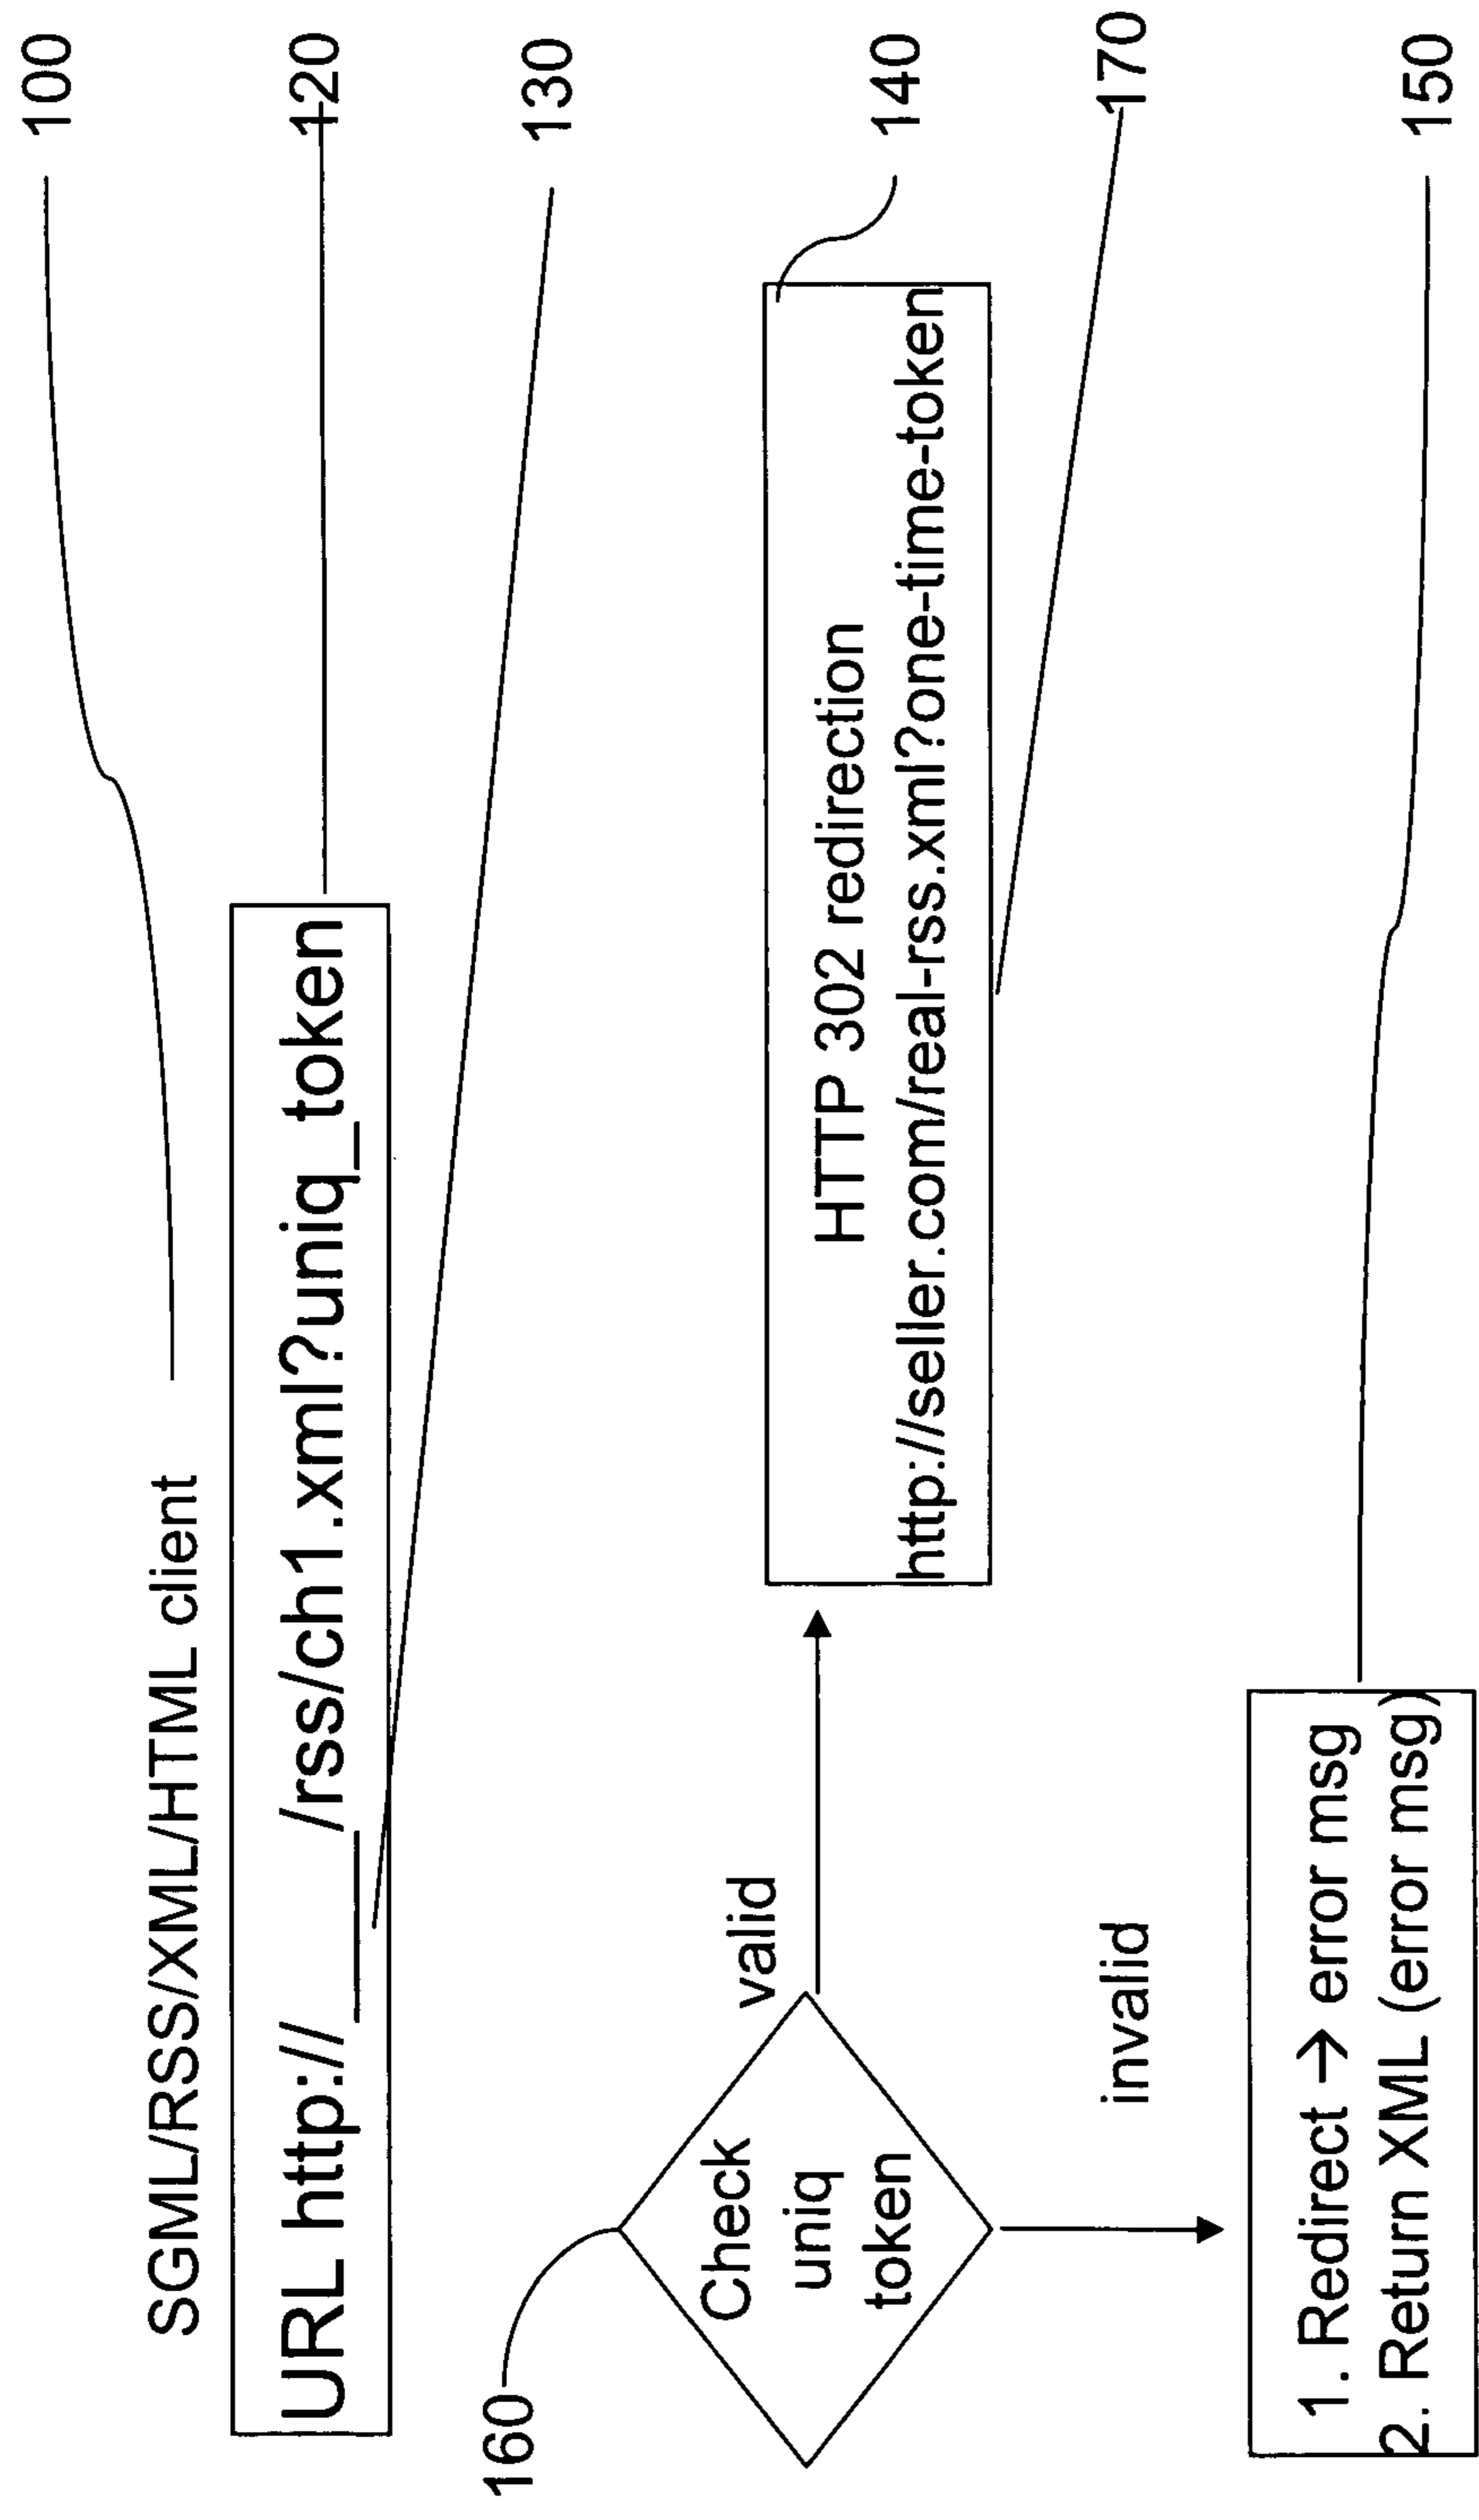 100
SGML/RSS/XML/HTML client
URL http://_____/rss/ch1.xml?uniq_token
120
130
160
Check
uniq
token
valid
HTTP 302 redirection
http://seller.com/real-rss.xml?one-time-token
140
170
invalid
1. Redirect → error msg
2. Return XML (error msg)
150